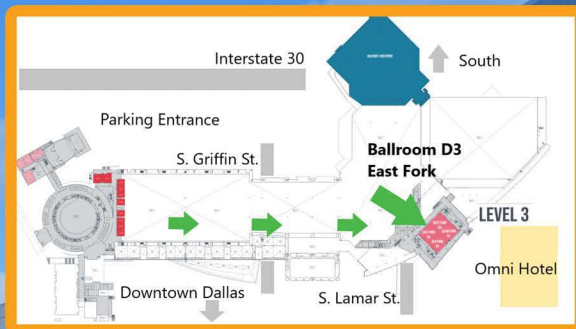 Interstate 30
South
Parking Entrance
S. Griffin St.
Ballroom D3
East Fork
LEVEL 3
Omni Hotel
Downtown Dallas
S. Lamar St.